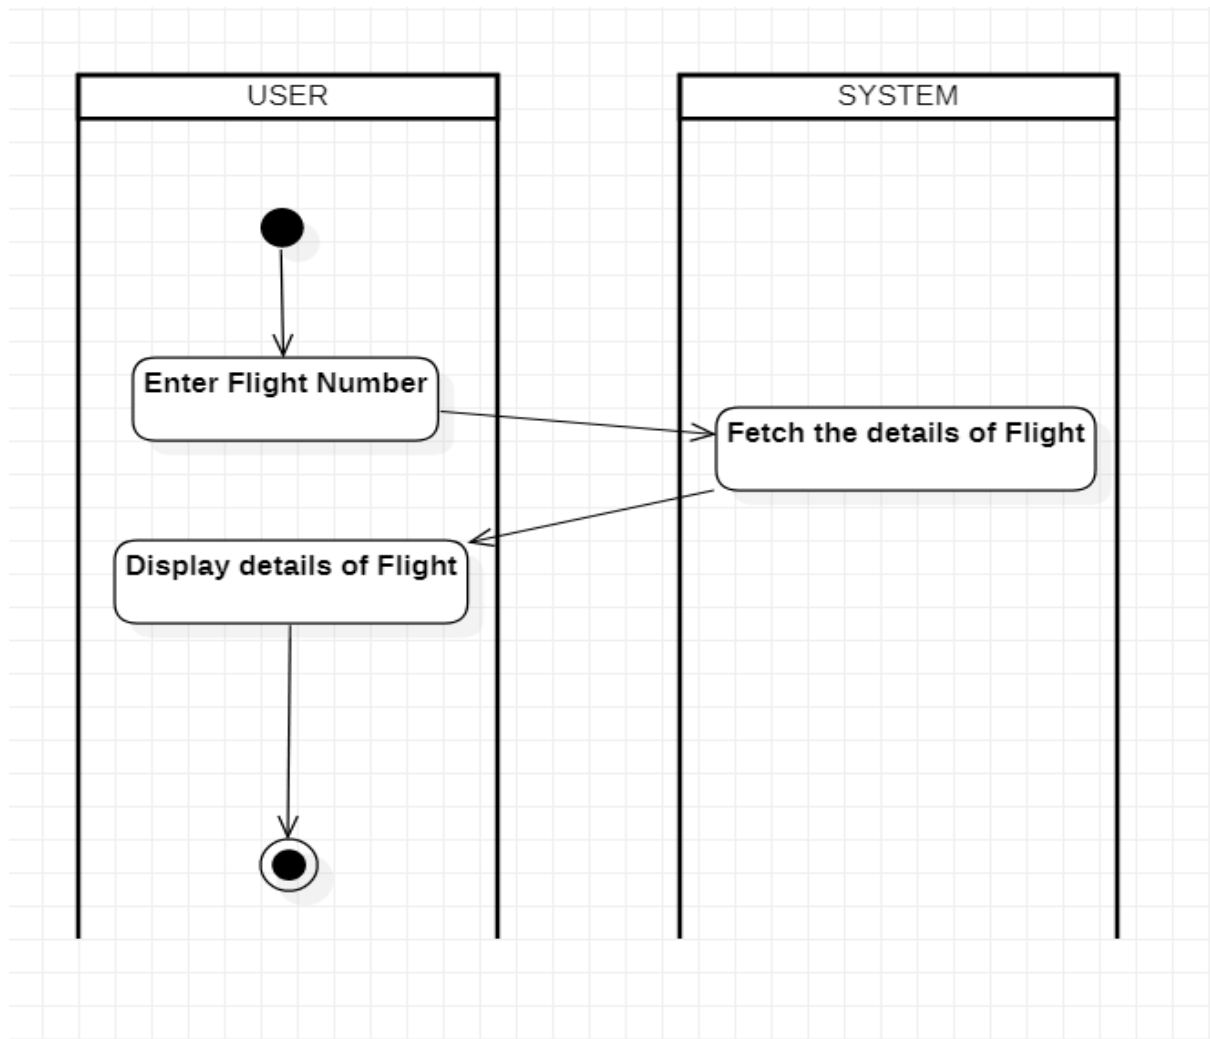 USER
SYSTEM
Enter Flight Number
Fetch the details of Flight
Display details of Flight